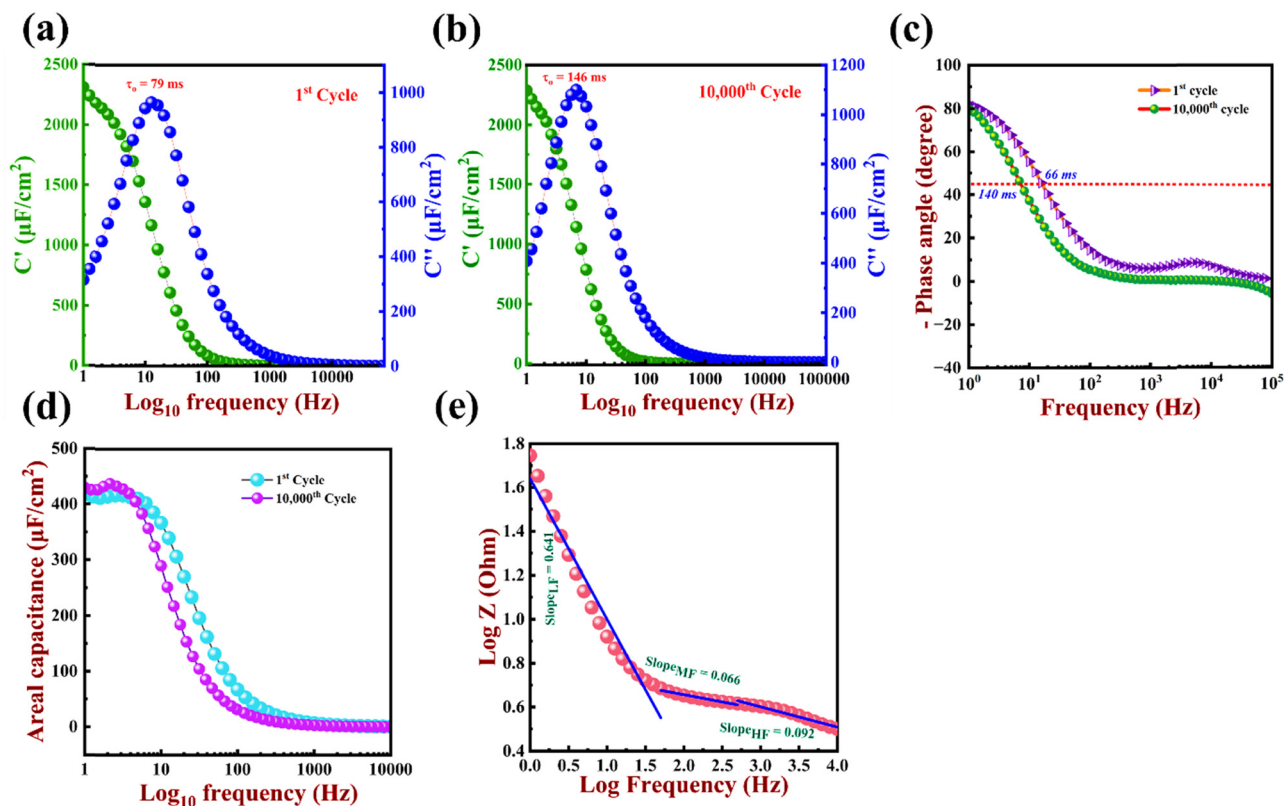 (a)
τₒ = 79 ms
1st Cycle
2500
2000
1500
1000
500
0
C' (μF/cm²)
1000
800
600
400
200
0
C'' (μF/cm²)
1 10 100 1000 10000
Log₁₀ frequency (Hz)
(b)
τₒ = 146 ms
10,000th Cycle
2500
2000
1500
1000
500
0
C' (μF/cm²)
1200
1000
800
600
400
200
0
C'' (μF/cm²)
1 10 100 1000 10000 100000
Log₁₀ frequency (Hz)
(c)
1st cycle
10,000th cycle
100
80
60
40
20
0
−20
−40
- Phase angle (degree)
66 ms
140 ms
10⁰ 10¹ 10² 10³ 10⁴ 10⁵
Frequency (Hz)
(d)
1st Cycle
10,000th Cycle
500
400
300
200
100
0
Areal capacitance (μF/cm²)
1 10 100 1000 10000
Log₁₀ frequency (Hz)
(e)
1.8
1.6
1.4
1.2
1.0
0.8
0.6
0.4
Log Z (Ohm)
Slope_LF = 0.641
Slope_MF = 0.066
Slope_HF = 0.092
0.0 0.5 1.0 1.5 2.0 2.5 3.0 3.5 4.0
Log Frequency (Hz)